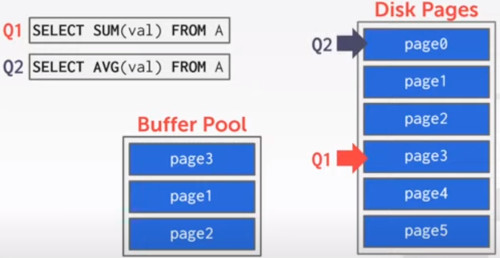 Q1 SELECT SUM(val) FROM A
Q2 SELECT AVG(val) FROM A
Buffer Pool
page3
page1
page2
Disk Pages
Q2 page0
page1
page2
Q1 page3
page4
page5